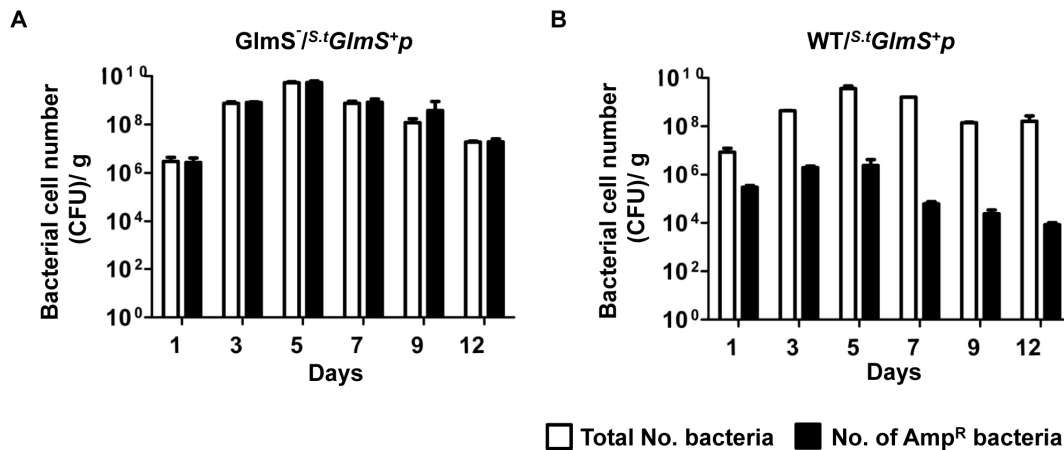 A
GlmS⁻/ˢ·ᵗGlmS⁺p
Bacterial cell number
(CFU)/ g
10¹⁰
10⁸
10⁶
10⁴
10²
10⁰
1 3 5 7 9 12
Days
B
WT/ˢ·ᵗGlmS⁺p
Bacterial cell number
(CFU)/ g
10¹⁰
10⁸
10⁶
10⁴
10²
10⁰
1 3 5 7 9 12
Days
Total No. bacteria
No. of Ampᴿ bacteria